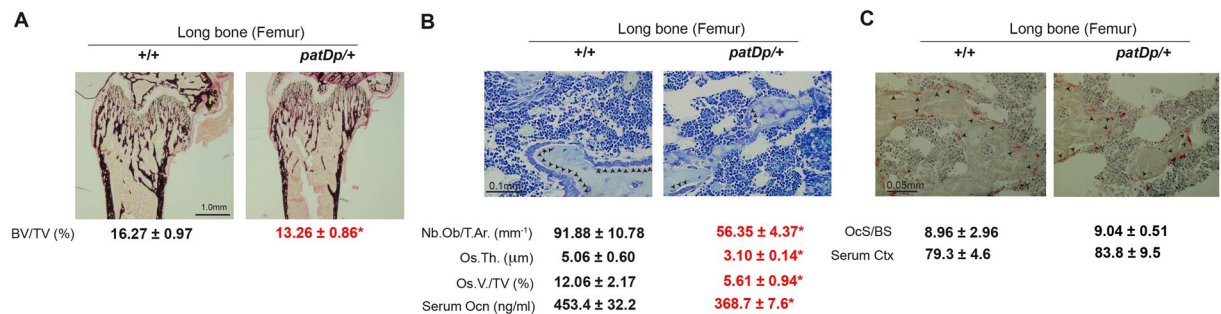 A
Long bone (Femur)
+/+ patDp/+
1.0mm
BV/TV (%) 16.27 ± 0.97 13.26 ± 0.86*
B
Long bone (Femur)
+/+ patDp/+
0.1mm
Nb.Ob/T.Ar. (mm-1) 91.88 ± 10.78 56.35 ± 4.37*
Os.Th. (μm) 5.06 ± 0.60 3.10 ± 0.14*
Os.V./TV (%) 12.06 ± 2.17 5.61 ± 0.94*
Serum Ocn (ng/ml) 453.4 ± 32.2 368.7 ± 7.6*
C
Long bone (Femur)
+/+ patDp/+
0.05mm
OcS/BS 8.96 ± 2.96 9.04 ± 0.51
Serum Ctx 79.3 ± 4.6 83.8 ± 9.5